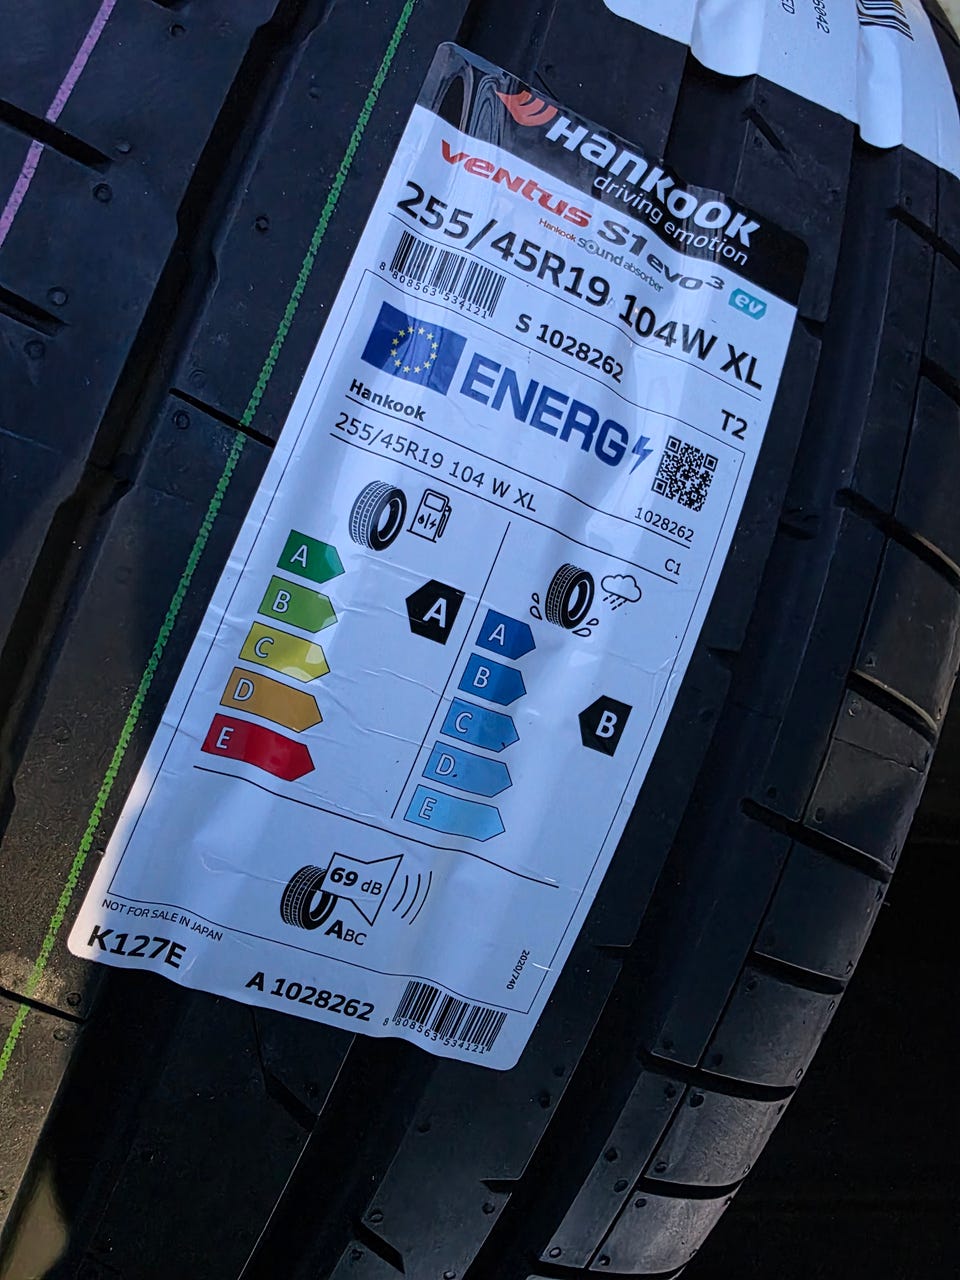 Hankook
driving emotion
ventus S1 evo3 ev
Hankook Sound absorber
255/45R19 104W XL
8 808563 534121
S 1028262
T2
ENERG
Hankook
1028262
255/45R19 104 W XL
C1
A
B
C
D
E
A
A
B
C
D
E
B
69 dB
ABC
NOT FOR SALE IN JAPAN
K127E
A 1028262
8 808563 534121
2020/740